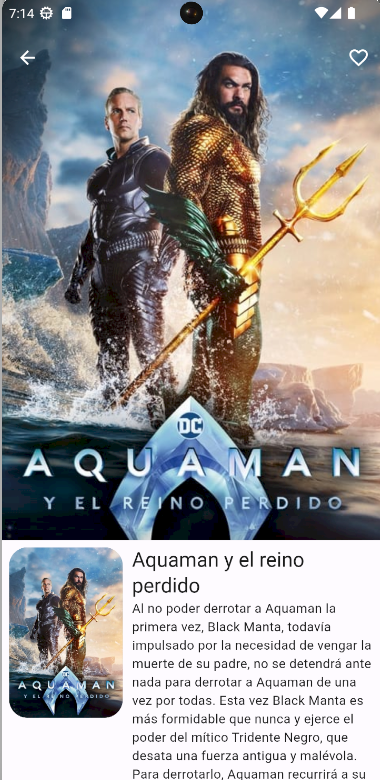 7:14
DC
AQUAMAN
Y EL REINO PERDIDO
Aquaman y el reino
perdido
Al no poder derrotar a Aquaman la
primera vez, Black Manta, todavía
impulsado por la necesidad de vengar la
muerte de su padre, no se detendrá ante
nada para derrotar a Aquaman de una
vez por todas. Esta vez Black Manta es
más formidable que nunca y ejerce el
poder del mítico Tridente Negro, que
desata una fuerza antigua y malévola.
Para derrotarlo, Aquaman recurrirá a su
AQUAMAN
Y EL REINO PERDIDO